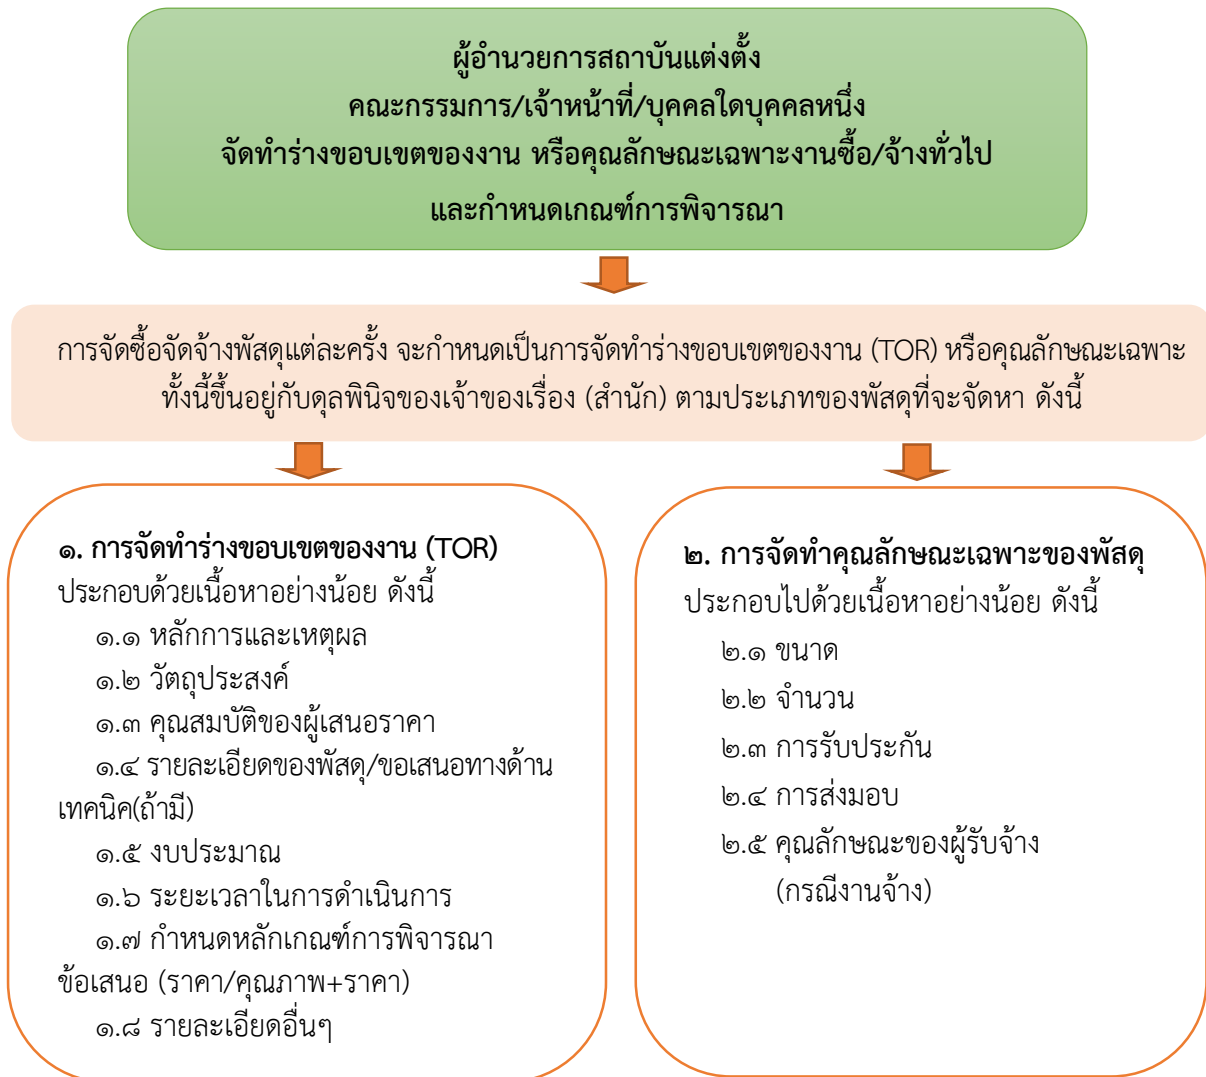 ผู้อำนวยการสถาบันแต่งตั้ง
คณะกรรมการ/เจ้าหน้าที่/บุคคลใดบุคคลหนึ่ง
จัดทำร่างขอบเขตของงาน หรือคุณลักษณะเฉพาะงานซื้อ/จ้างทั่วไป
และกำหนดเกณฑ์การพิจารณา
การจัดซื้อจัดจ้างพัสดุแต่ละครั้ง จะกำหนดเป็นการจัดทำร่างขอบเขตของงาน (TOR) หรือคุณลักษณะเฉพาะ
ทั้งนี้ขึ้นอยู่กับดุลพินิจของเจ้าของเรื่อง (สำนัก) ตามประเภทของพัสดุที่จะจัดหา ดังนี้
๑. การจัดทำร่างขอบเขตของงาน (TOR)
ประกอบด้วยเนื้อหาอย่างน้อย ดังนี้
๑.๑ หลักการและเหตุผล
๑.๒ วัตถุประสงค์
๑.๓ คุณสมบัติของผู้เสนอราคา
๑.๔ รายละเอียดของพัสดุ/ขอเสนอทางด้าน
เทคนิค(ถ้ามี)
๑.๕ งบประมาณ
๑.๖ ระยะเวลาในการดำเนินการ
๑.๗ กำหนดหลักเกณฑ์การพิจารณา
ข้อเสนอ (ราคา/คุณภาพ+ราคา)
๑.๘ รายละเอียดอื่นๆ
๒. การจัดทำคุณลักษณะเฉพาะของพัสดุ
ประกอบไปด้วยเนื้อหาอย่างน้อย ดังนี้
๒.๑ ขนาด
๒.๒ จำนวน
๒.๓ การรับประกัน
๒.๔ การส่งมอบ
๒.๕ คุณลักษณะของผู้รับจ้าง
(กรณีงานจ้าง)